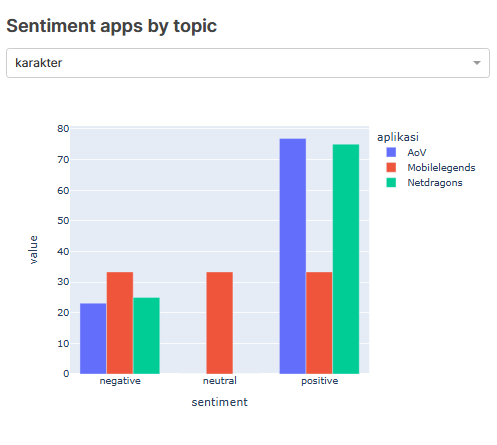 Sentiment apps by topic
karakter
aplikasi
AoV
Mobilelegends
Netdragons
value
80
70
60
50
40
30
20
10
0
negative
neutral
positive
sentiment